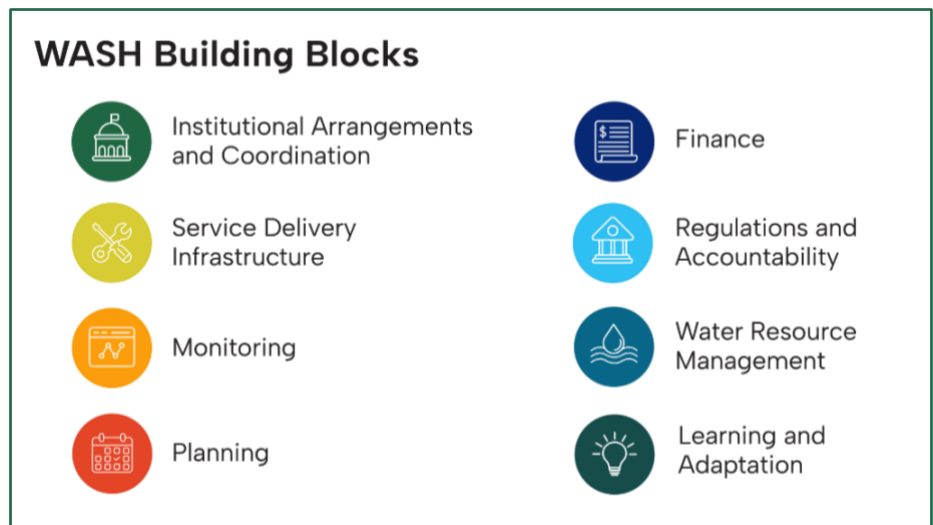 WASH Building Blocks
Institutional Arrangements
and Coordination
Service Delivery
Infrastructure
Monitoring
Planning
$
Finance
Regulations and
Accountability
Water Resource
Management
Learning and
Adaptation